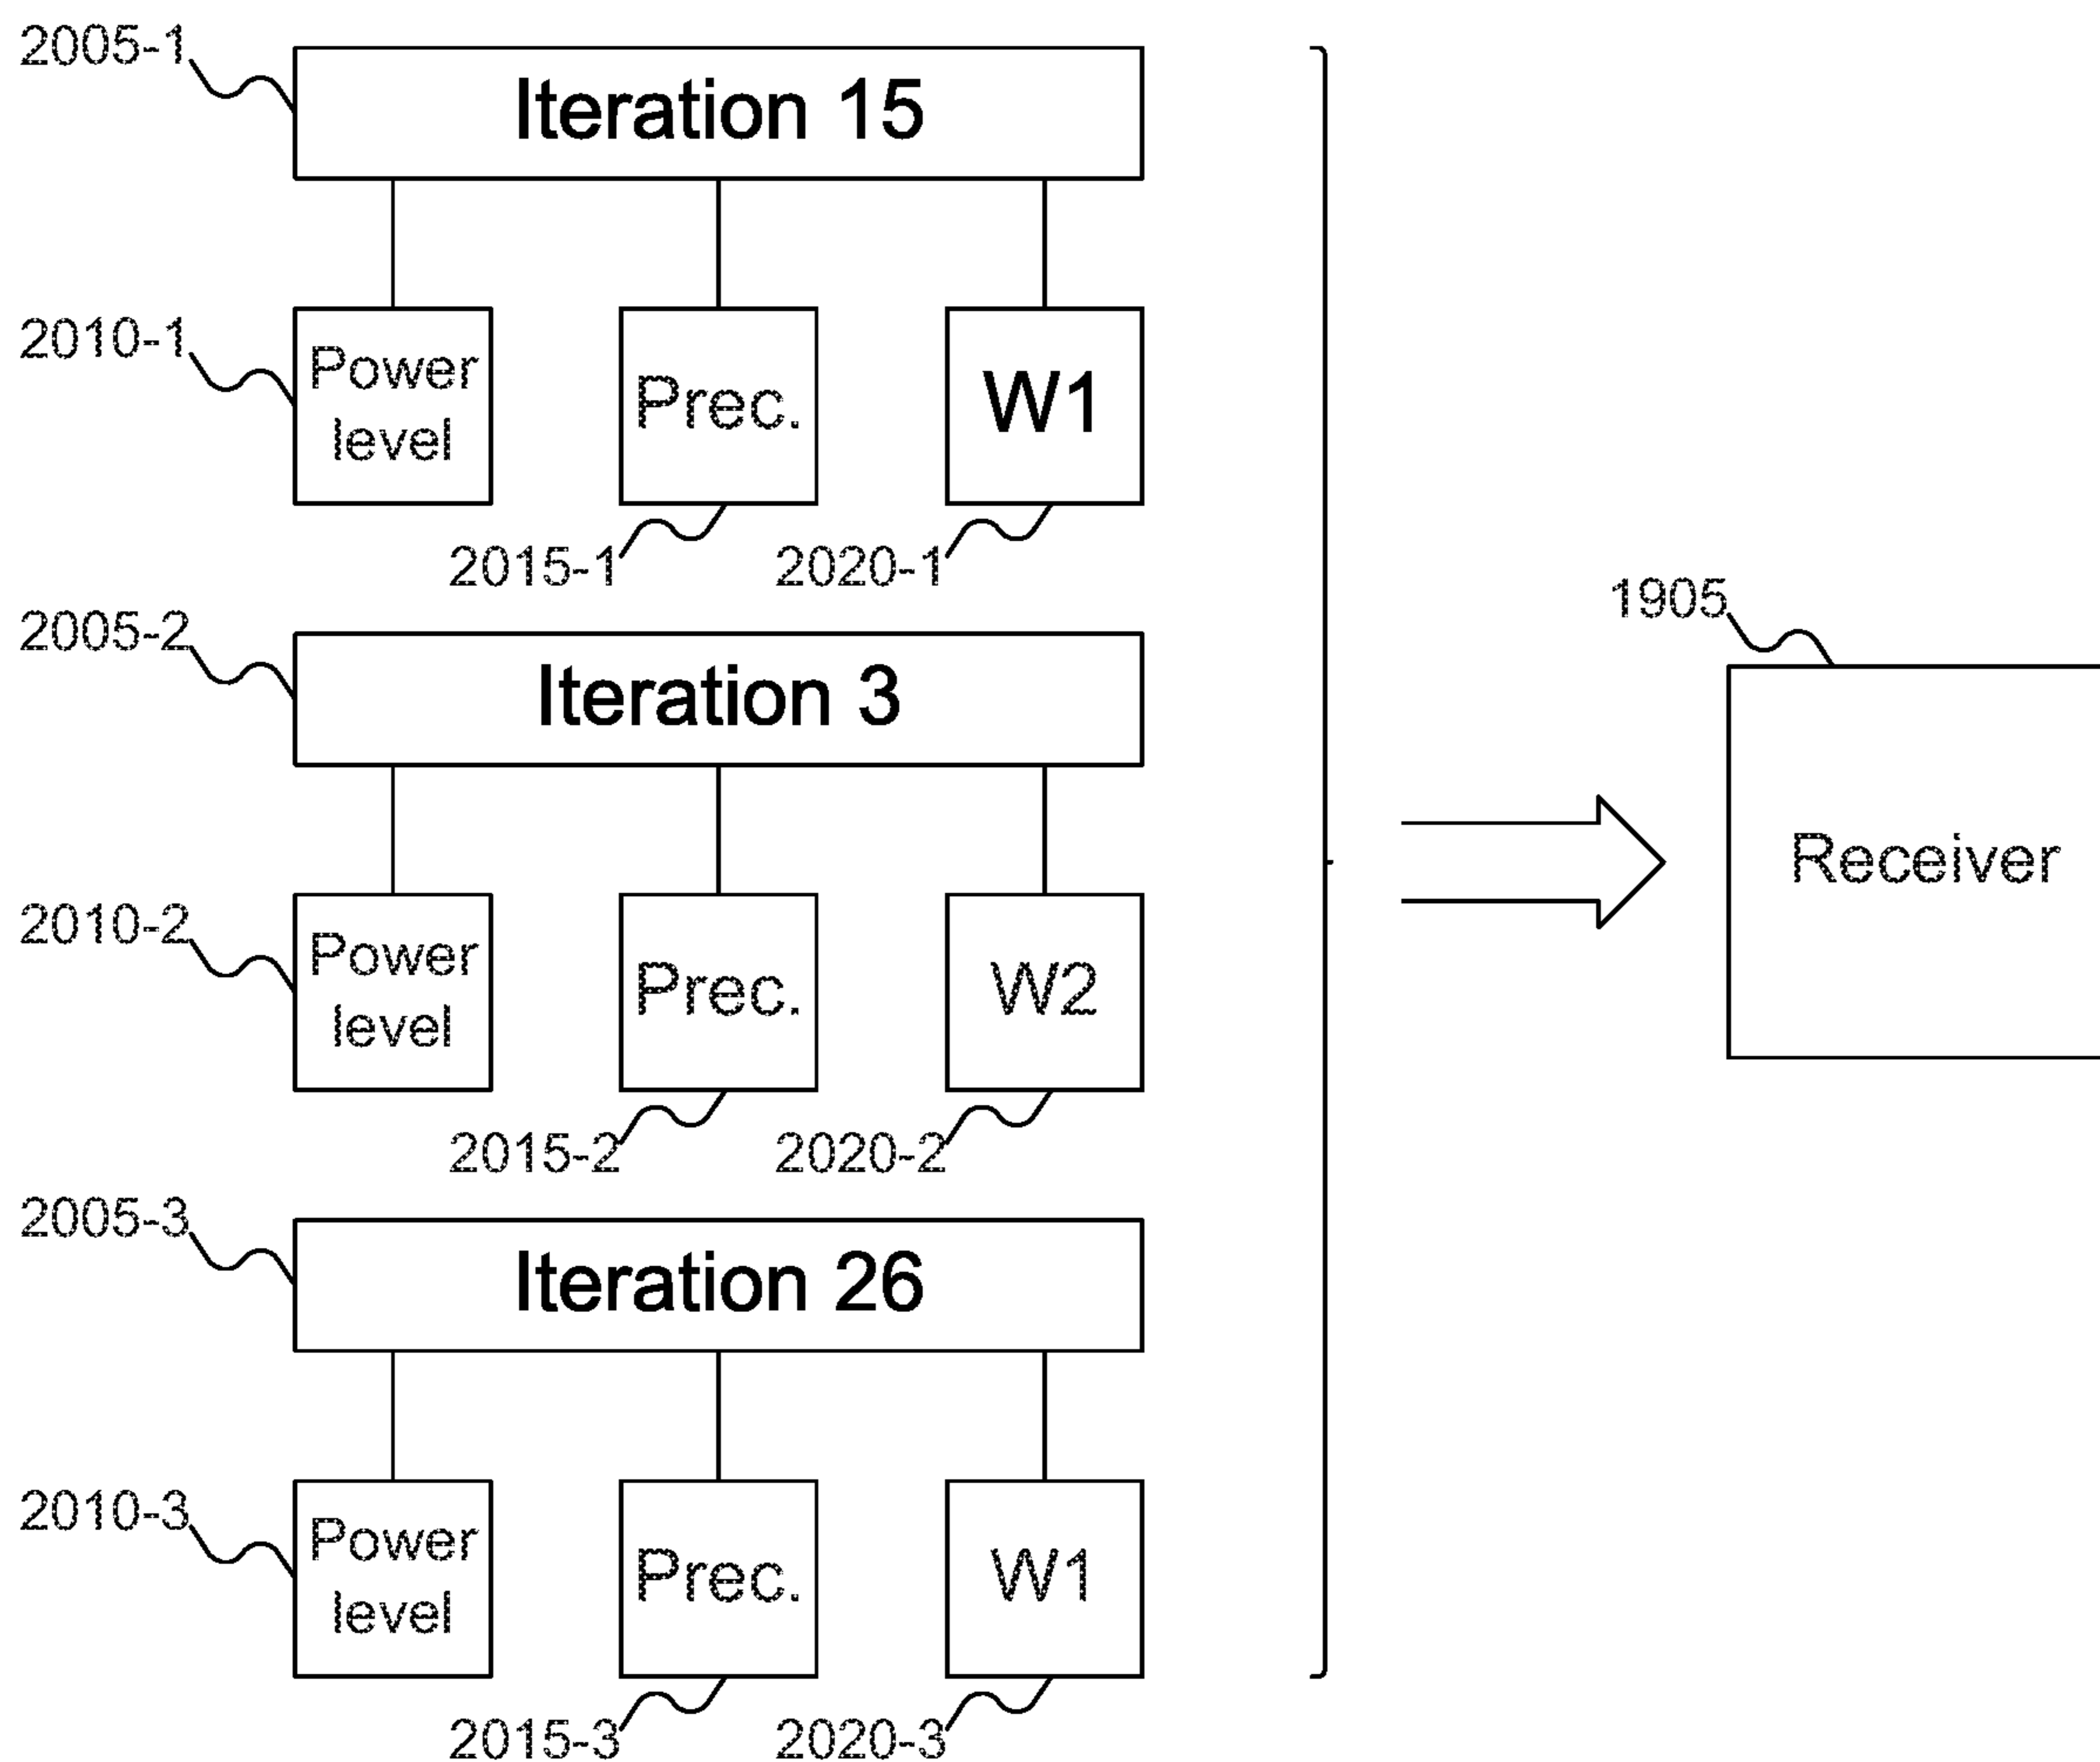 2005-1
Iteration 15
2010-1
Power
level
Prec.
W1
2015-1
2020-1
2005-2
Iteration 3
2010-2
Power
level
Prec.
W2
2015-2
2020-2
2005-3
Iteration 26
2010-3
Power
level
Prec.
W1
2015-3
2020-3
1905
Receiver